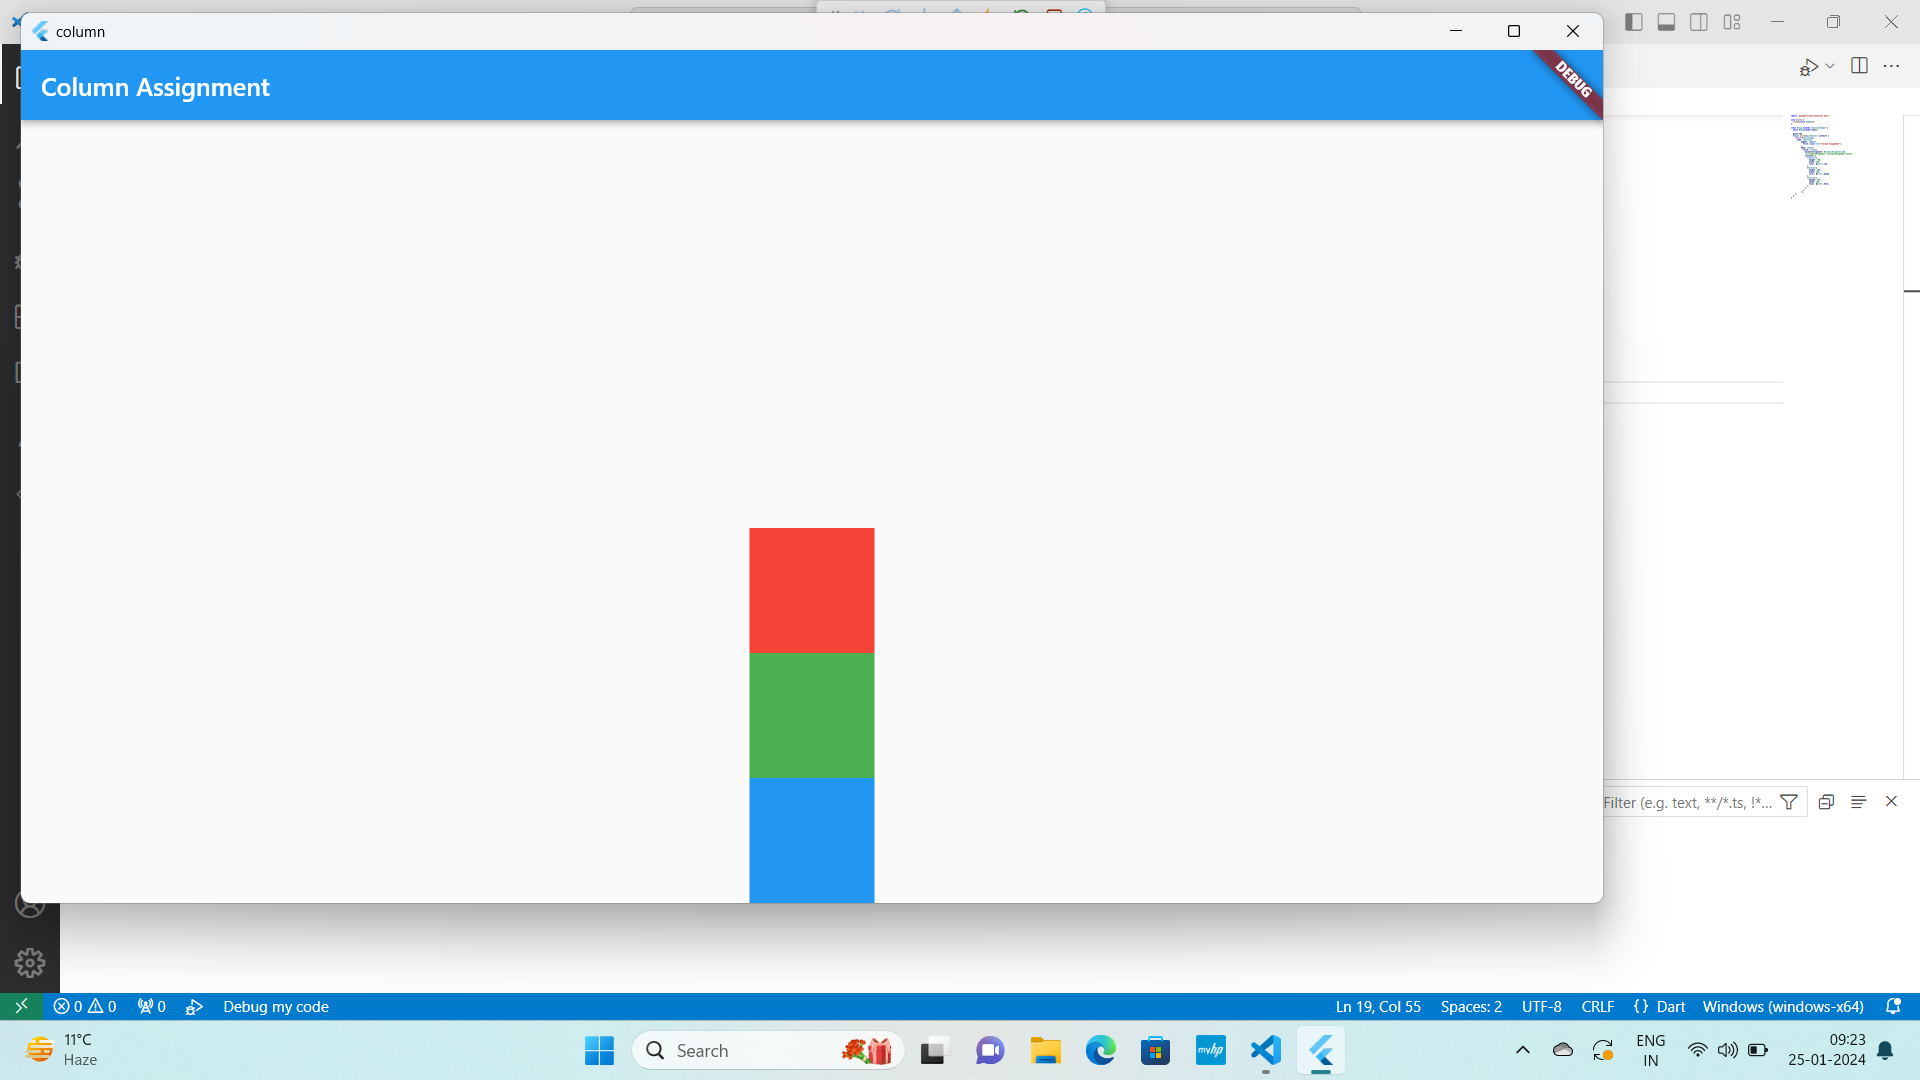 column
Column Assignment
DEBUG
Filter (e.g. text, **/*.ts, !*...
0 0 0 Debug my code
Ln 19, Col 55 Spaces: 2 UTF-8 CRLF {} Dart Windows (windows-x64)
11°C
Haze
Search
myhp
ENG
IN
09:23
25-01-2024